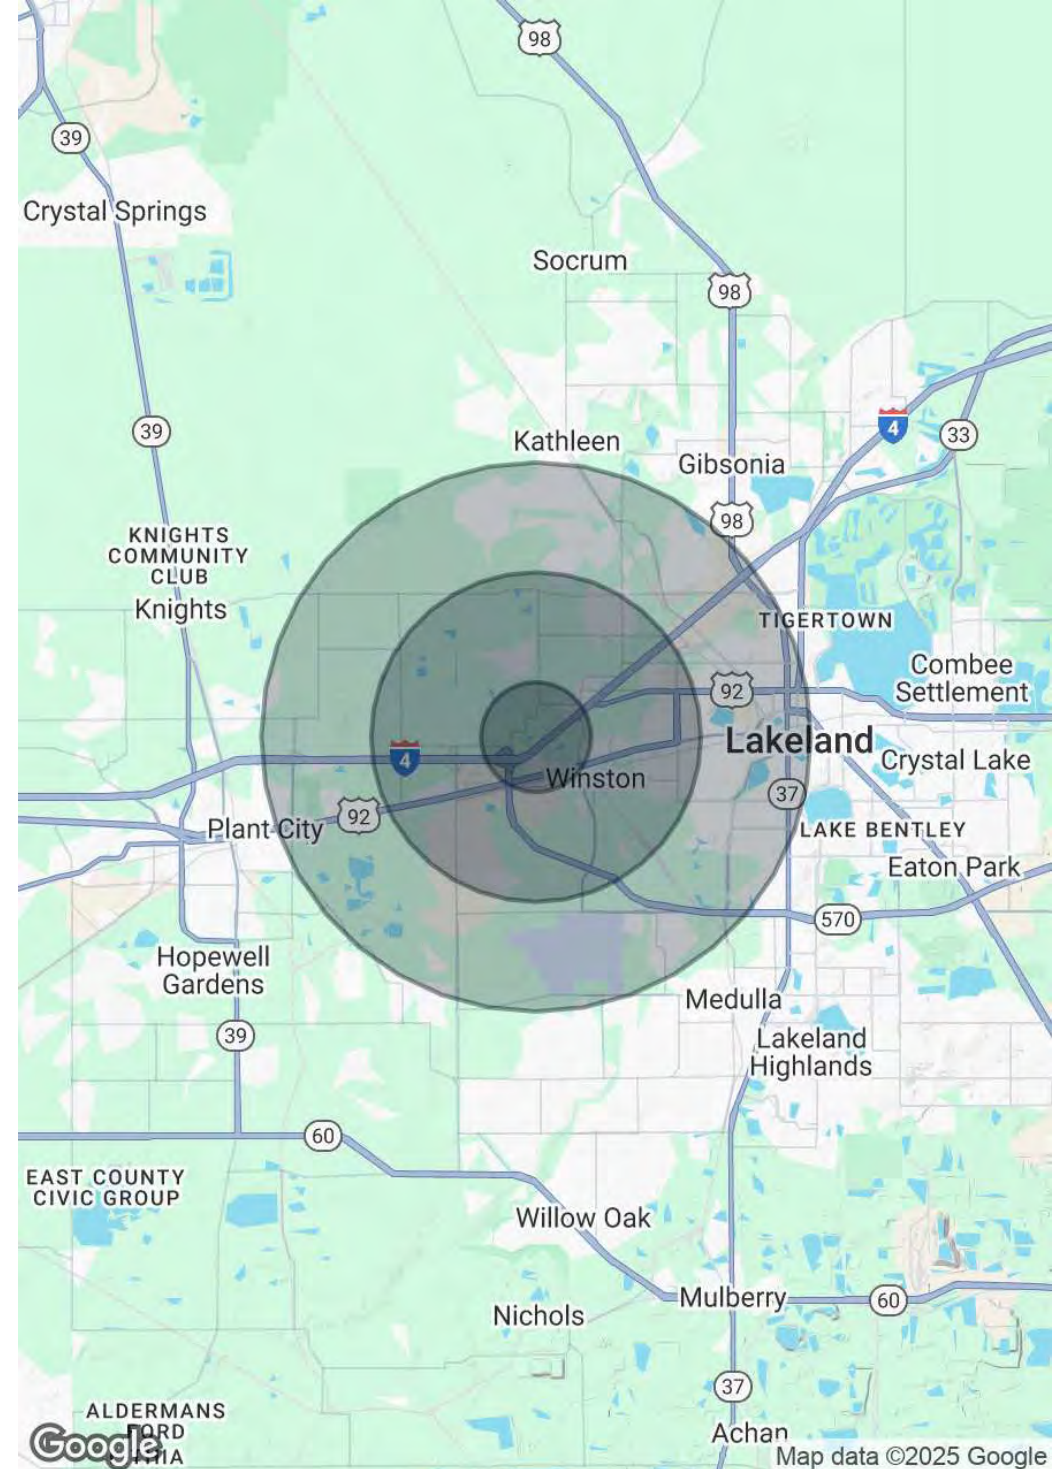 98
39
Crystal Springs
Socrum
98
4
33
39
Kathleen
Gibsonia
98
KNIGHTS
COMMUNITY
CLUB
Knights
TIGERTOWN
Combee
Settlement
92
Lakeland
Crystal Lake
4
Winston
37
92
Plant City
LAKE BENTLEY
Eaton Park
570
Hopewell
Gardens
Medulla
39
Lakeland
Highlands
60
EAST COUNTY
CIVIC GROUP
Willow Oak
Mulberry
60
Nichols
37
ALDERMANS
FORD
Achan
Google
Map data ©2025 Google